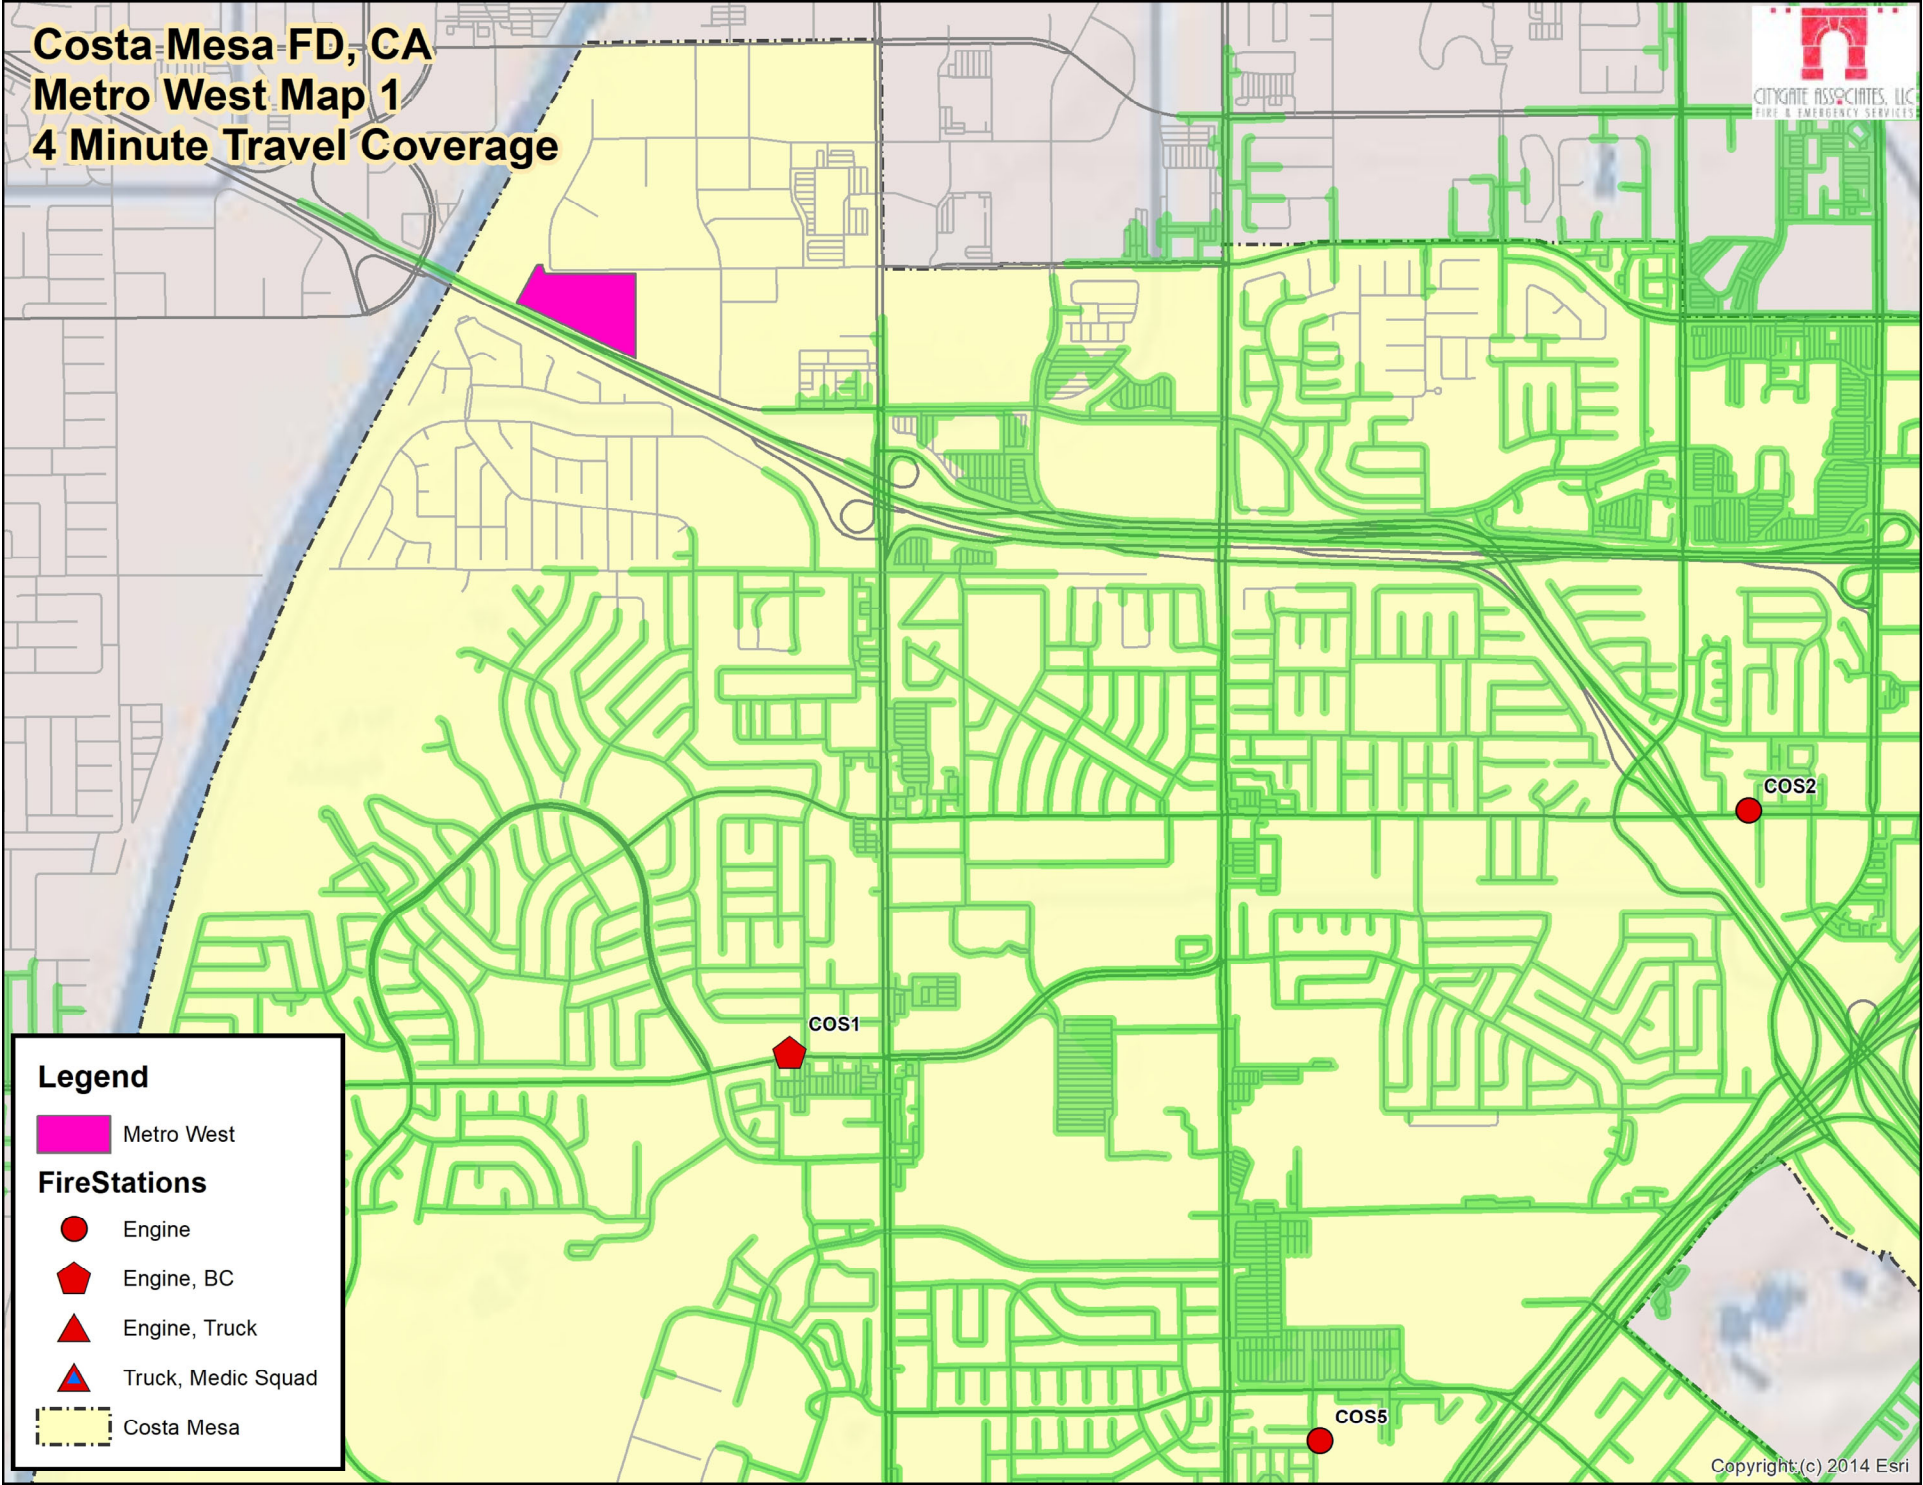 Costa Mesa FD, CA
Metro West Map 1
4 Minute Travel Coverage
CITYGATE ASSOCIATES, LLC
FIRE & EMERGENCY SERVICES
COS2
COS1
COS5
Legend
Metro West
FireStations
Engine
Engine, BC
Engine, Truck
Truck, Medic Squad
Costa Mesa
Copyright:(c) 2014 Esri